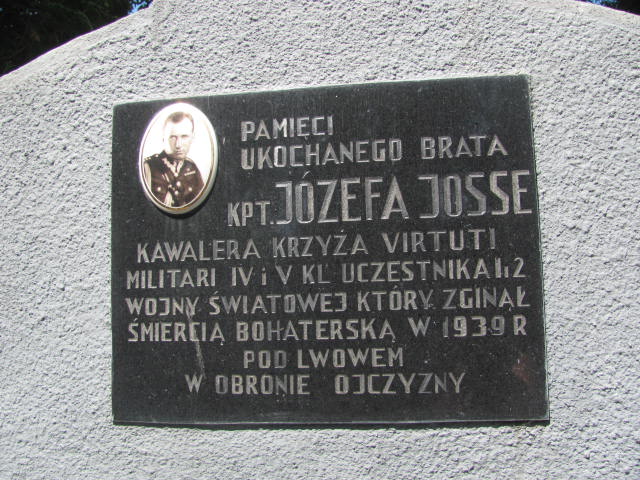 PAMIĘCI
UKOCHANEGO BRATA
KPT. JÓZEFA JOSSE
KAWALERA KRZYŻA VIRTUTI
MILITARI IV i V KL UCZESTNIKA 1 i 2
WOJNY ŚWIATOWEJ KTÓRY ZGINĄŁ
ŚMIERCIĄ BOHATERSKĄ W 1939 R
POD LWOWEM
W OBRONIE OJCZYZNY